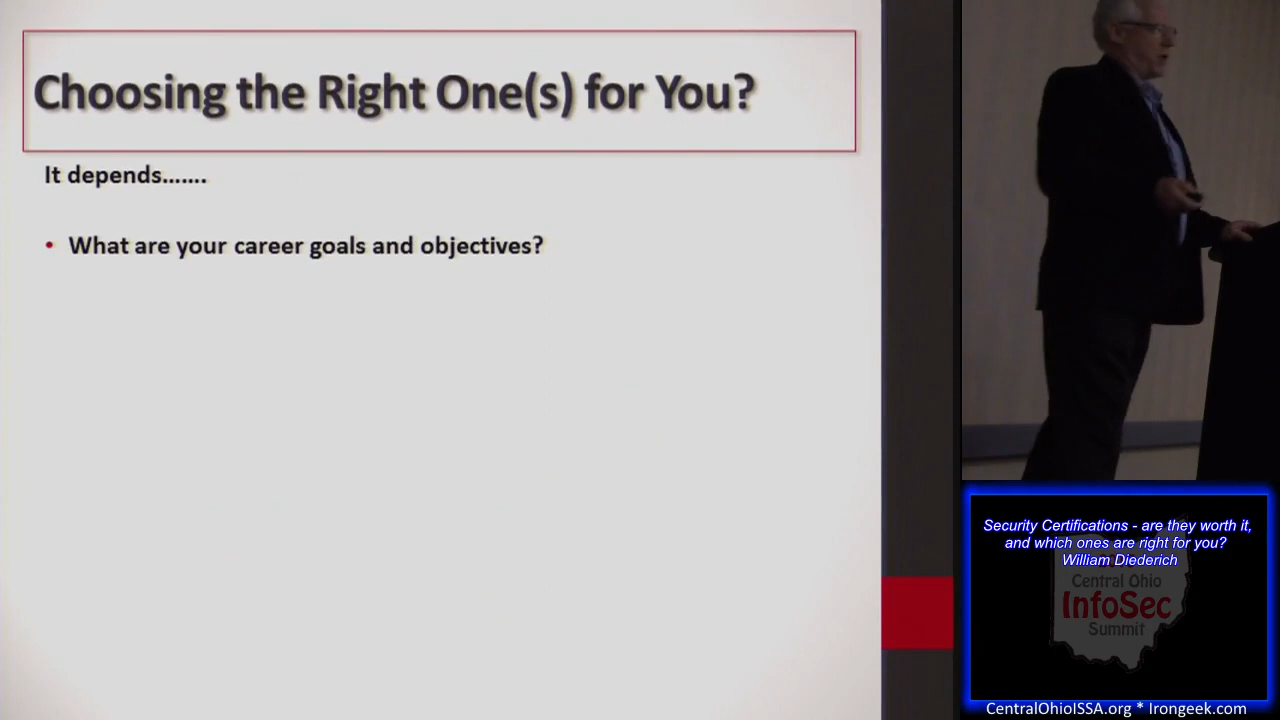 Choosing the Right One(s) for You?
It depends.......
• What are your career goals and objectives?
Security Certifications - are they worth it,
and which ones are right for you?
William Diederich
Central Ohio
InfoSec
Summit
CentralOhioISSA.org * Irongeek.com